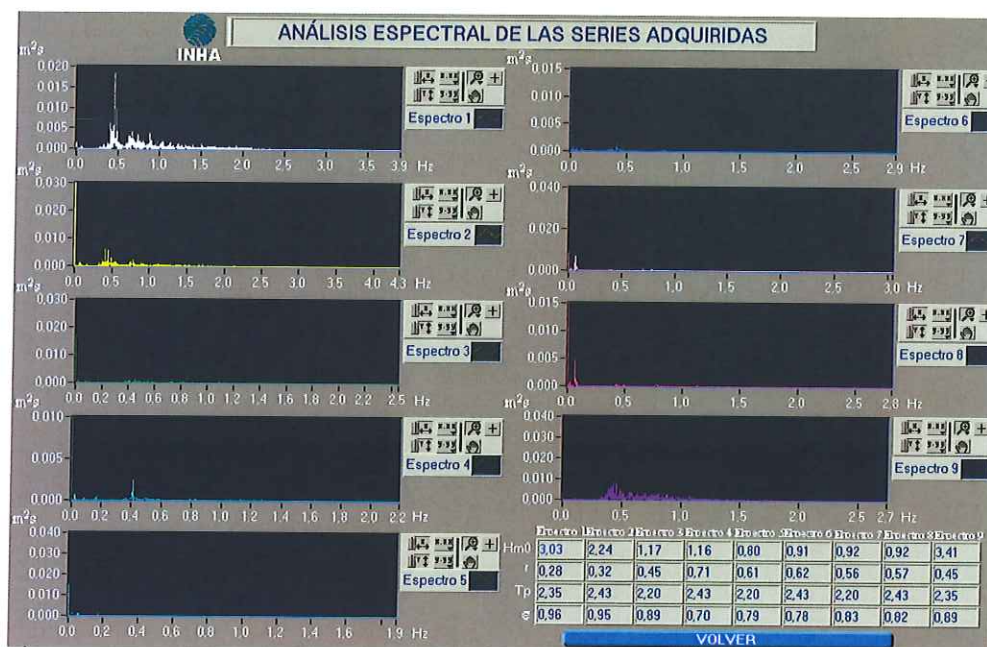 INHA
ANÁLISIS ESPECTRAL DE LAS SERIES ADQUIRIDAS
m²s
0,020
0,015
0,010
0,005
0,000
0,0 0,5 1,0 1,5 2,0 2,5 3,0 3,9 Hz
Espectro 1
m²s
0,030
0,020
0,010
0,000
0,0 0,5 1,0 1,5 2,0 2,5 3,0 3,5 4,0 4,3 Hz
Espectro 2
m²s
0,030
0,020
0,010
0,000
0,0 0,2 0,4 0,6 0,8 1,0 1,2 1,4 1,6 1,8 2,0 2,2 2,5 Hz
Espectro 3
m²s
0,010
0,005
0,000
0,0 0,2 0,4 0,6 0,8 1,0 1,2 1,4 1,6 1,8 2,0 2,2 Hz
Espectro 4
m²s
0,040
0,030
0,020
0,010
0,000
0,0 0,2 0,4 0,6 0,8 1,0 1,2 1,4 1,6 1,9 Hz
Espectro 5
m²s
0,015
0,010
0,005
0,000
0,0 0,5 1,0 1,5 2,0 2,9 Hz
Espectro 6
m²s
0,040
0,020
0,000
0,0 0,5 1,0 1,5 2,0 2,5 3,0 Hz
Espectro 7
m²s
0,015
0,010
0,005
0,000
0,0 0,5 1,0 1,5 2,0 2,8 Hz
Espectro 8
m²s
0,040
0,030
0,020
0,010
0,000
0,0 0,5 1,0 1,5 2,0 2,7 Hz
Espectro 9
Espectro 1 Espectro 2 Espectro 3 Espectro 4 Espectro 5 Espectro 6 Espectro 7 Espectro 8 Espectro 9
Hm0 3,03 2,24 1,17 1,16 0,80 0,91 0,92 0,92 3,41
r 0,28 0,32 0,45 0,71 0,61 0,62 0,56 0,57 0,45
Tp 2,35 2,43 2,20 2,43 2,20 2,43 2,20 2,43 2,35
e 0,96 0,95 0,89 0,70 0,79 0,78 0,83 0,82 0,89
VOLVER